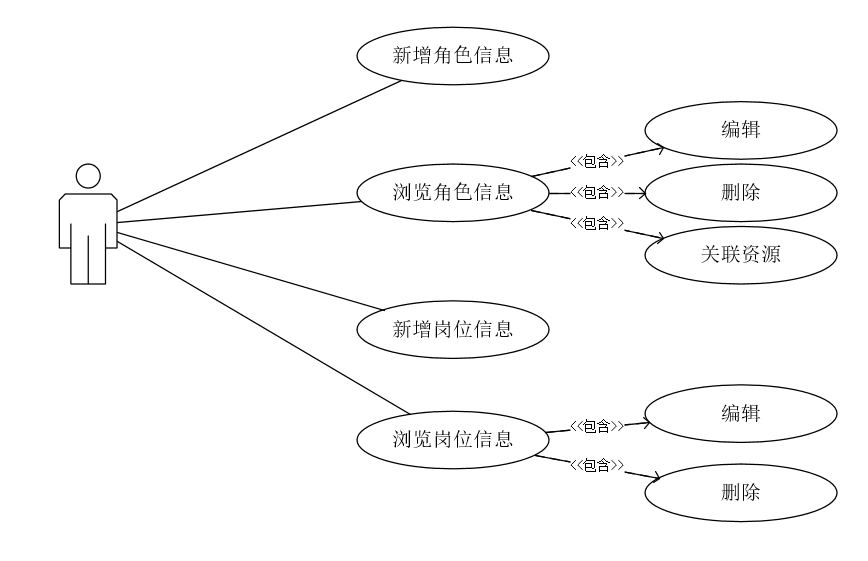 新增角色信息
浏览角色信息
<<包含>>
编辑
<<包含>>
删除
<<包含>>
关联资源
新增岗位信息
浏览岗位信息
<<包含>>
编辑
<<包含>>
删除